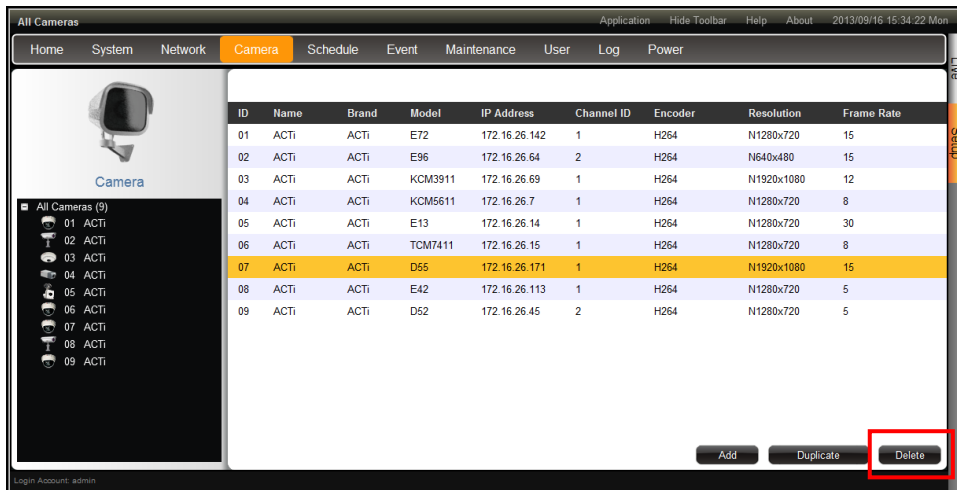 All Cameras Application Hide Toolbar Help About 2013/09/16 15:34:22 Mon
Home System Network Camera Schedule Event Maintenance User Log Power
Live
Setup
Camera
All Cameras (9)
01 ACTi
02 ACTi
03 ACTi
04 ACTi
05 ACTi
06 ACTi
07 ACTi
08 ACTi
09 ACTi
ID Name Brand Model IP Address Channel ID Encoder Resolution Frame Rate
01 ACTi ACTi E72 172.16.26.142 1 H264 N1280x720 15
02 ACTi ACTi E96 172.16.26.64 2 H264 N640x480 15
03 ACTi ACTi KCM3911 172.16.26.69 1 H264 N1920x1080 12
04 ACTi ACTi KCM5611 172.16.26.7 1 H264 N1280x720 8
05 ACTi ACTi E13 172.16.26.14 1 H264 N1280x720 30
06 ACTi ACTi TCM7411 172.16.26.15 1 H264 N1280x720 8
07 ACTi ACTi D55 172.16.26.171 1 H264 N1920x1080 15
08 ACTi ACTi E42 172.16.26.113 1 H264 N1280x720 5
09 ACTi ACTi D52 172.16.26.45 2 H264 N1280x720 5
Add Duplicate Delete
Login Account: admin